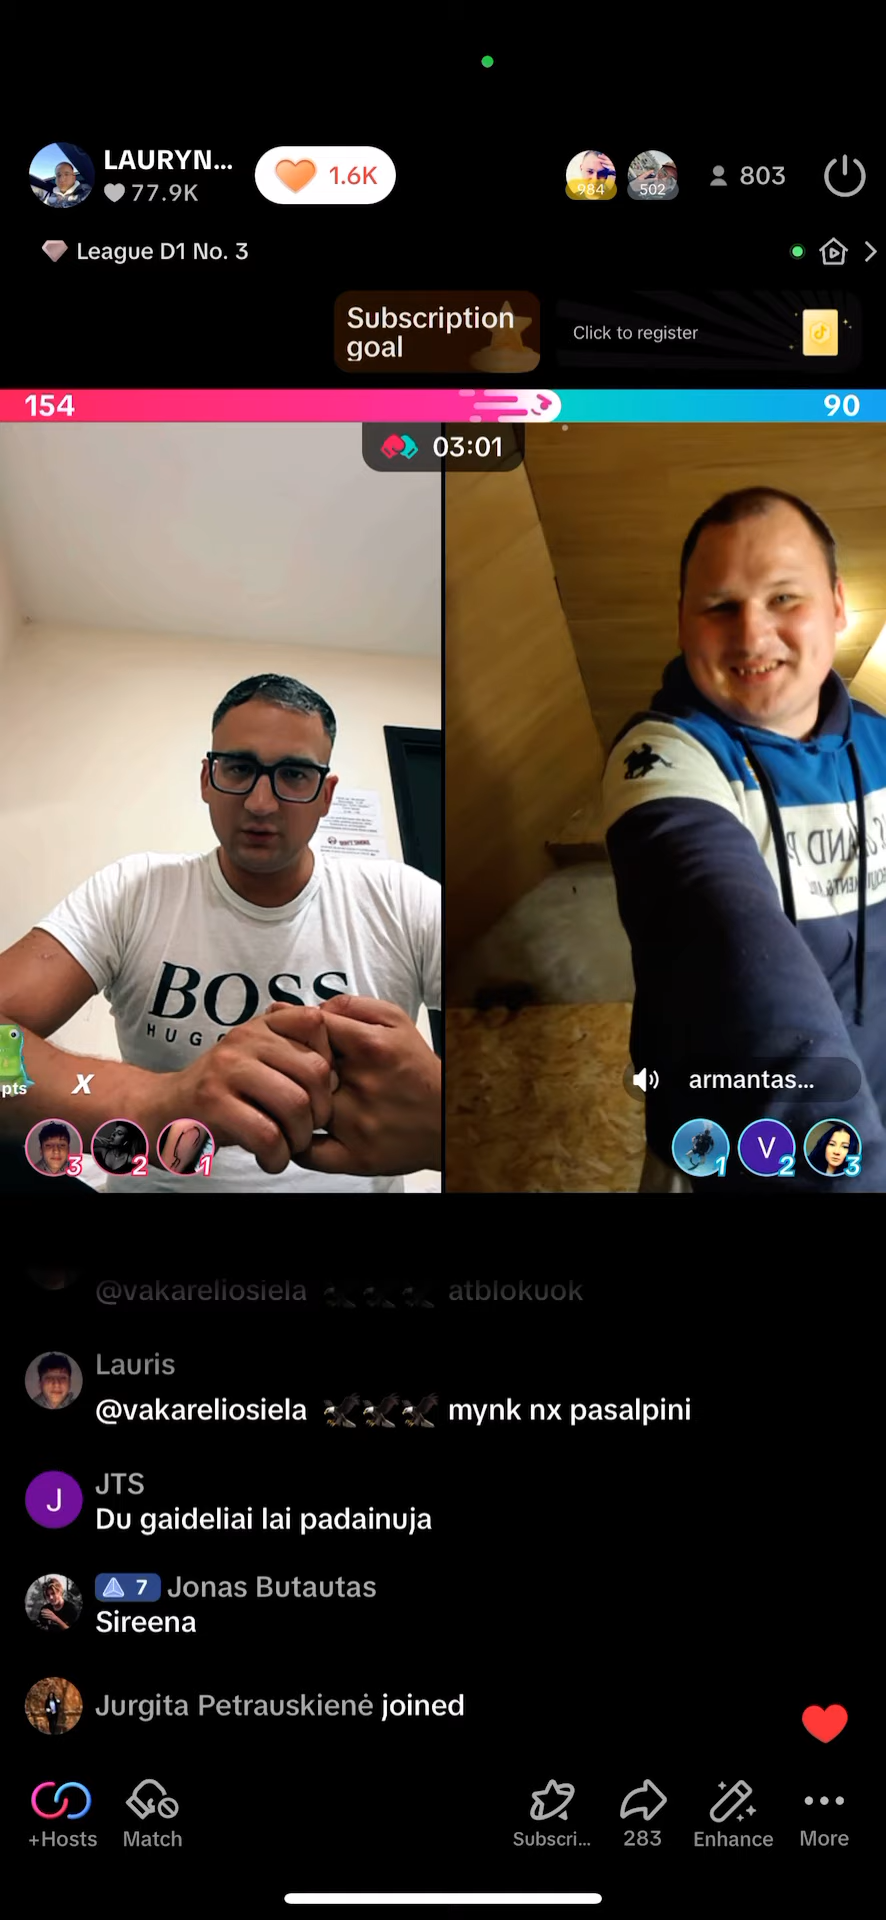 LAURYN...
77.9K
1.6K
984
502
803
League D1 No. 3
Subscription
goal
Click to register
154
90
03:01
BOSS
HUG
pts
X
armantas...
3
2
1
1
V
2
3
@vakareliosiela 🦅🦅🦅 atblokuok
Lauris
@vakareliosiela 🦅🦅🦅 mynk nx pasalpini
J
JTS
Du gaideliai lai padainuja
7 Jonas Butautas
Sireena
Jurgita Petrauskienė joined
+Hosts
Match
Subscri...
283
Enhance
More